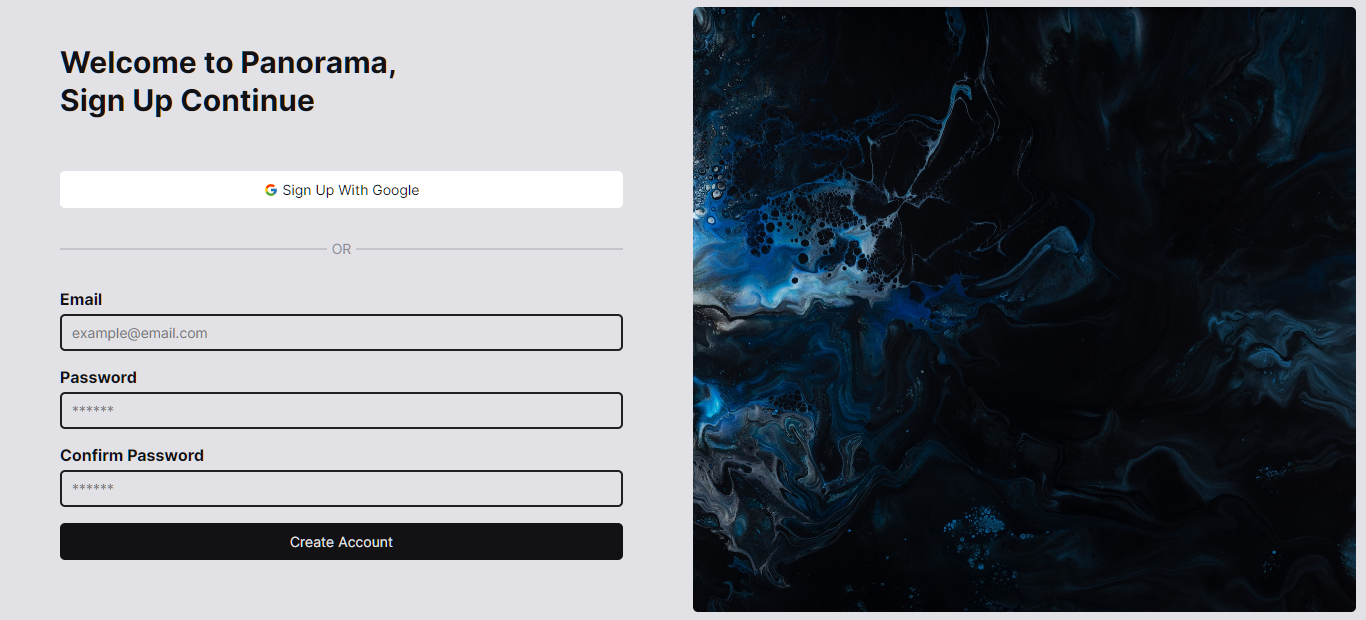 Welcome to Panorama,
Sign Up Continue
Sign Up With Google
OR
Email
example@email.com
Password
******
Confirm Password
******
Create Account